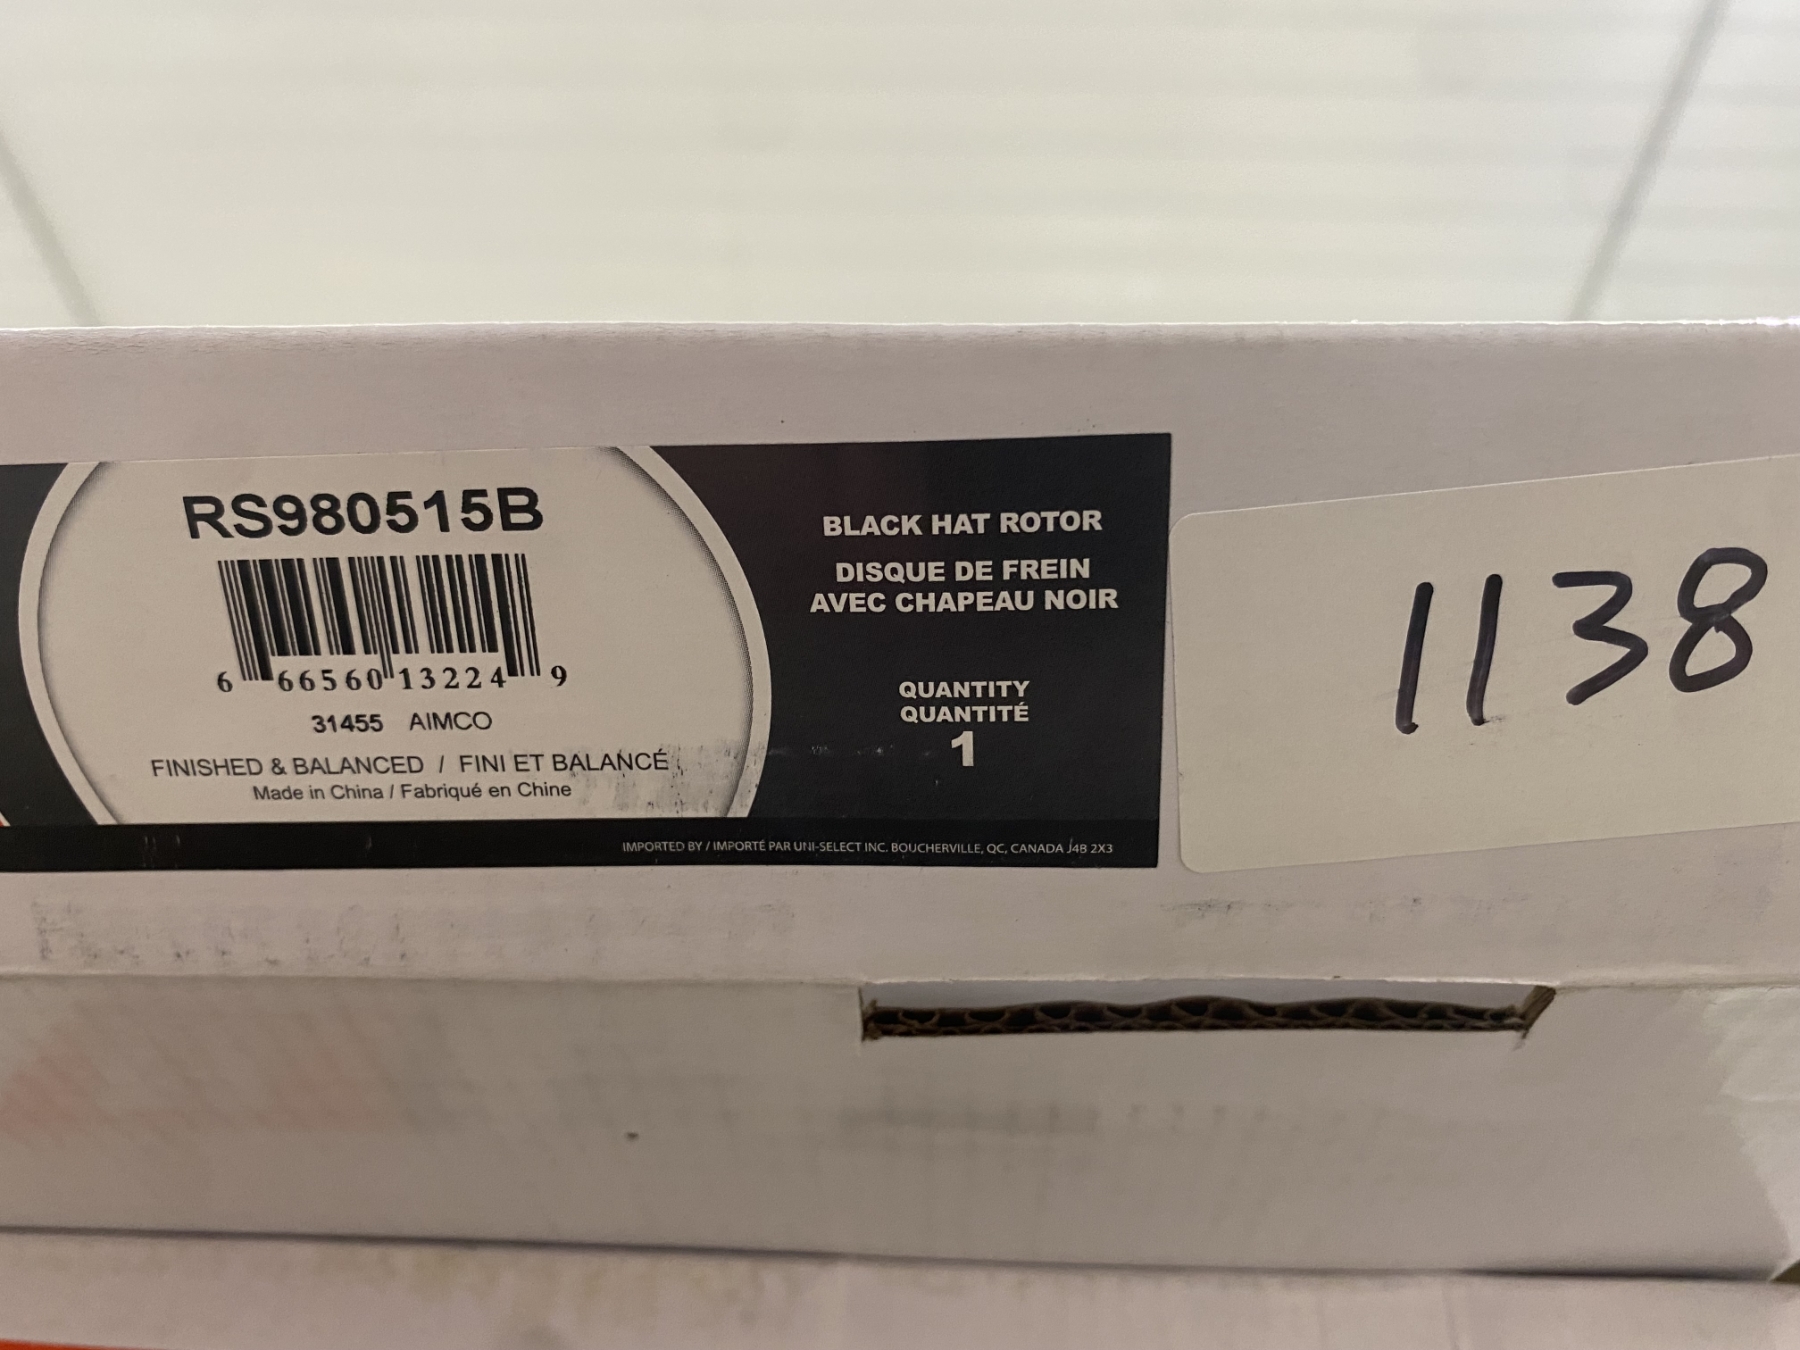 RS980515B
6 66560 13224 9
31455 AIMCO
FINISHED & BALANCED / FINI ET BALANCÉ
Made in China / Fabriqué en Chine
BLACK HAT ROTOR
DISQUE DE FREIN
AVEC CHAPEAU NOIR
QUANTITY
QUANTITÉ
1
IMPORTED BY / IMPORTÉ PAR UNI-SELECT INC. BOUCHERVILLE, QC, CANADA J4B 2X3
1138